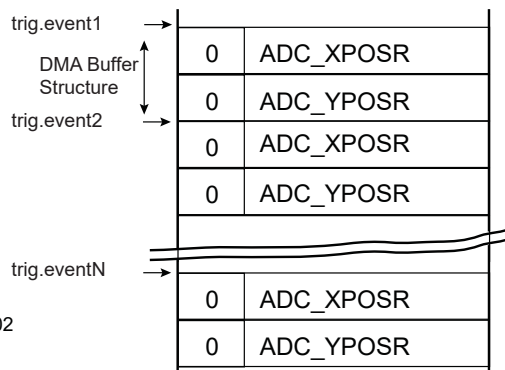 trig.event1
0 ADC_XPOSR
DMA Buffer
Structure
0 ADC_YPOSR
trig.event2
0 ADC_XPOSR
0 ADC_YPOSR
trig.eventN
0 ADC_XPOSR
02
0 ADC_YPOSR